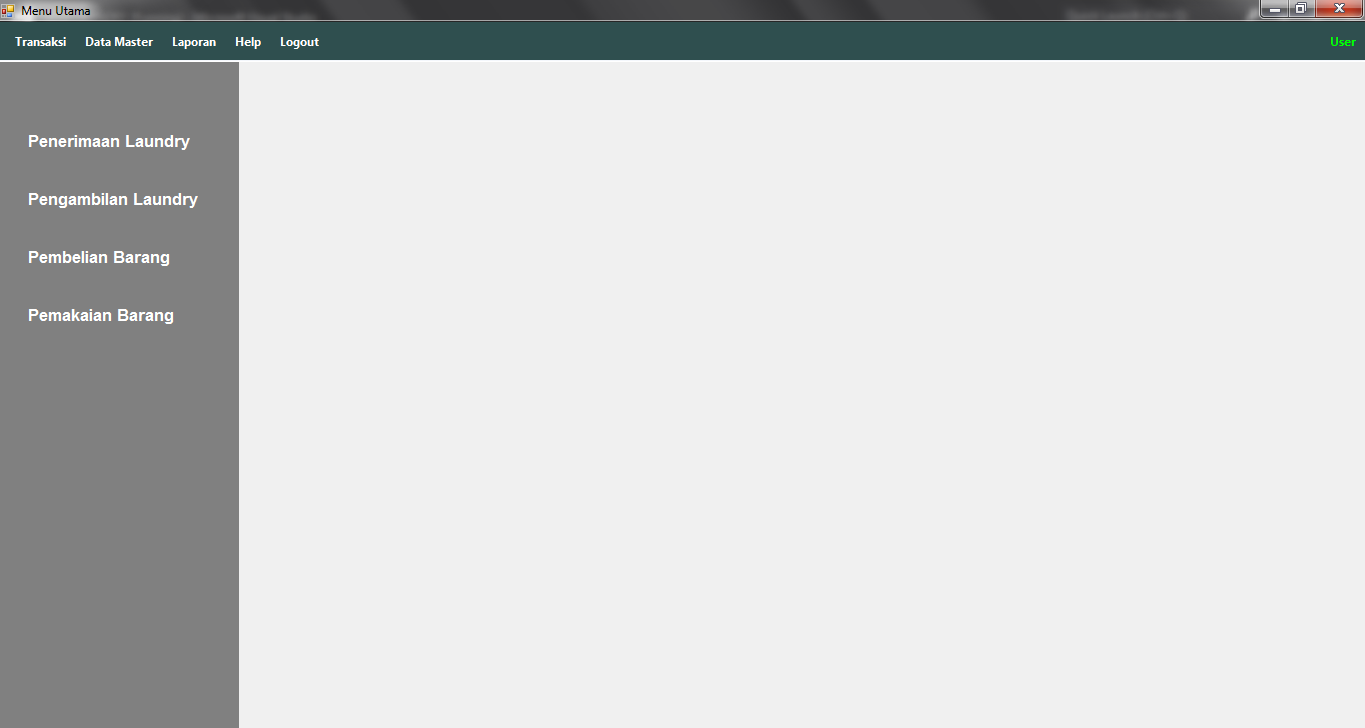 Menu Utama
Transaksi Data Master Laporan Help Logout User
Penerimaan Laundry
Pengambilan Laundry
Pembelian Barang
Pemakaian Barang